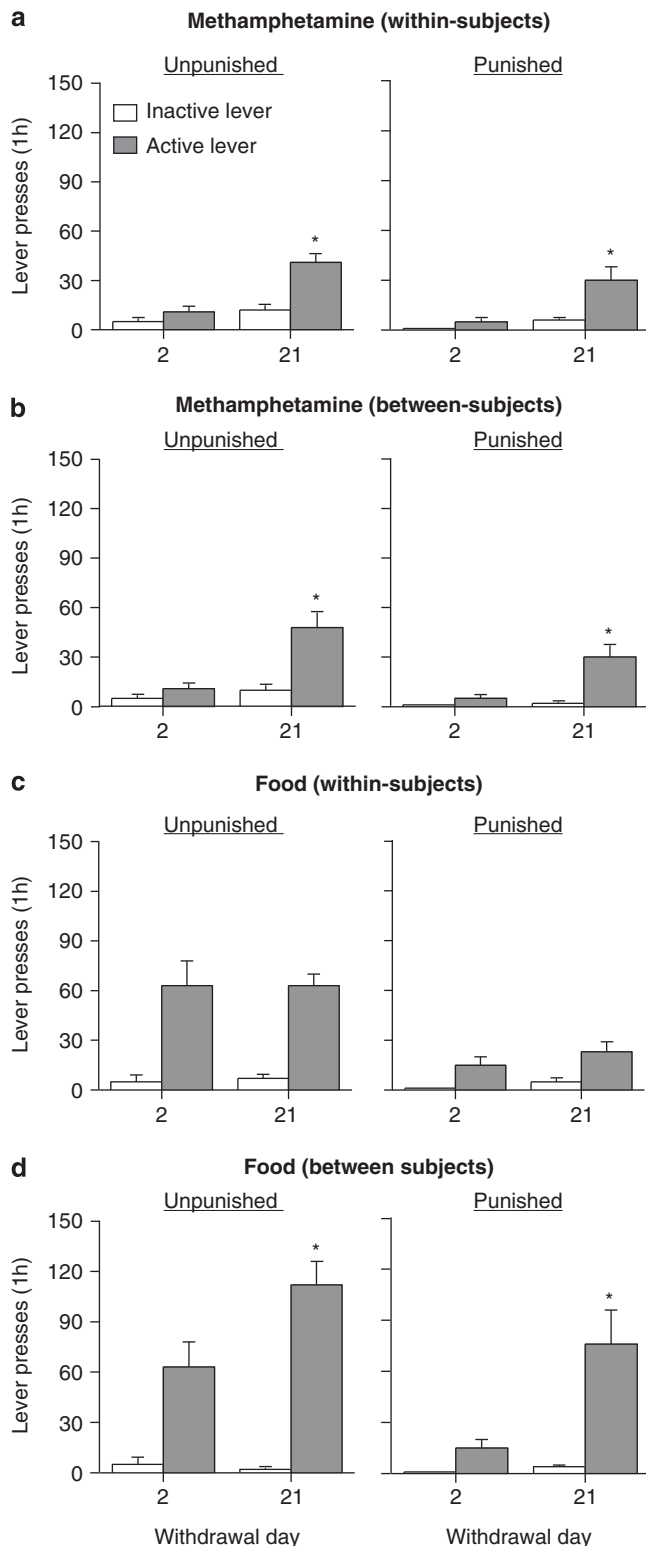 a
Methamphetamine (within-subjects)
Unpunished
Punished
Lever presses (1h)
150
120
90
60
30
0
Inactive lever
Active lever
*
*
2
21
2
21
b
Methamphetamine (between-subjects)
Unpunished
Punished
Lever presses (1h)
150
120
90
60
30
0
*
*
2
21
2
21
c
Food (within-subjects)
Unpunished
Punished
Lever presses (1h)
150
120
90
60
30
0
2
21
2
21
d
Food (between subjects)
Unpunished
Punished
Lever presses (1h)
150
120
90
60
30
0
*
*
2
21
2
21
Withdrawal day
Withdrawal day